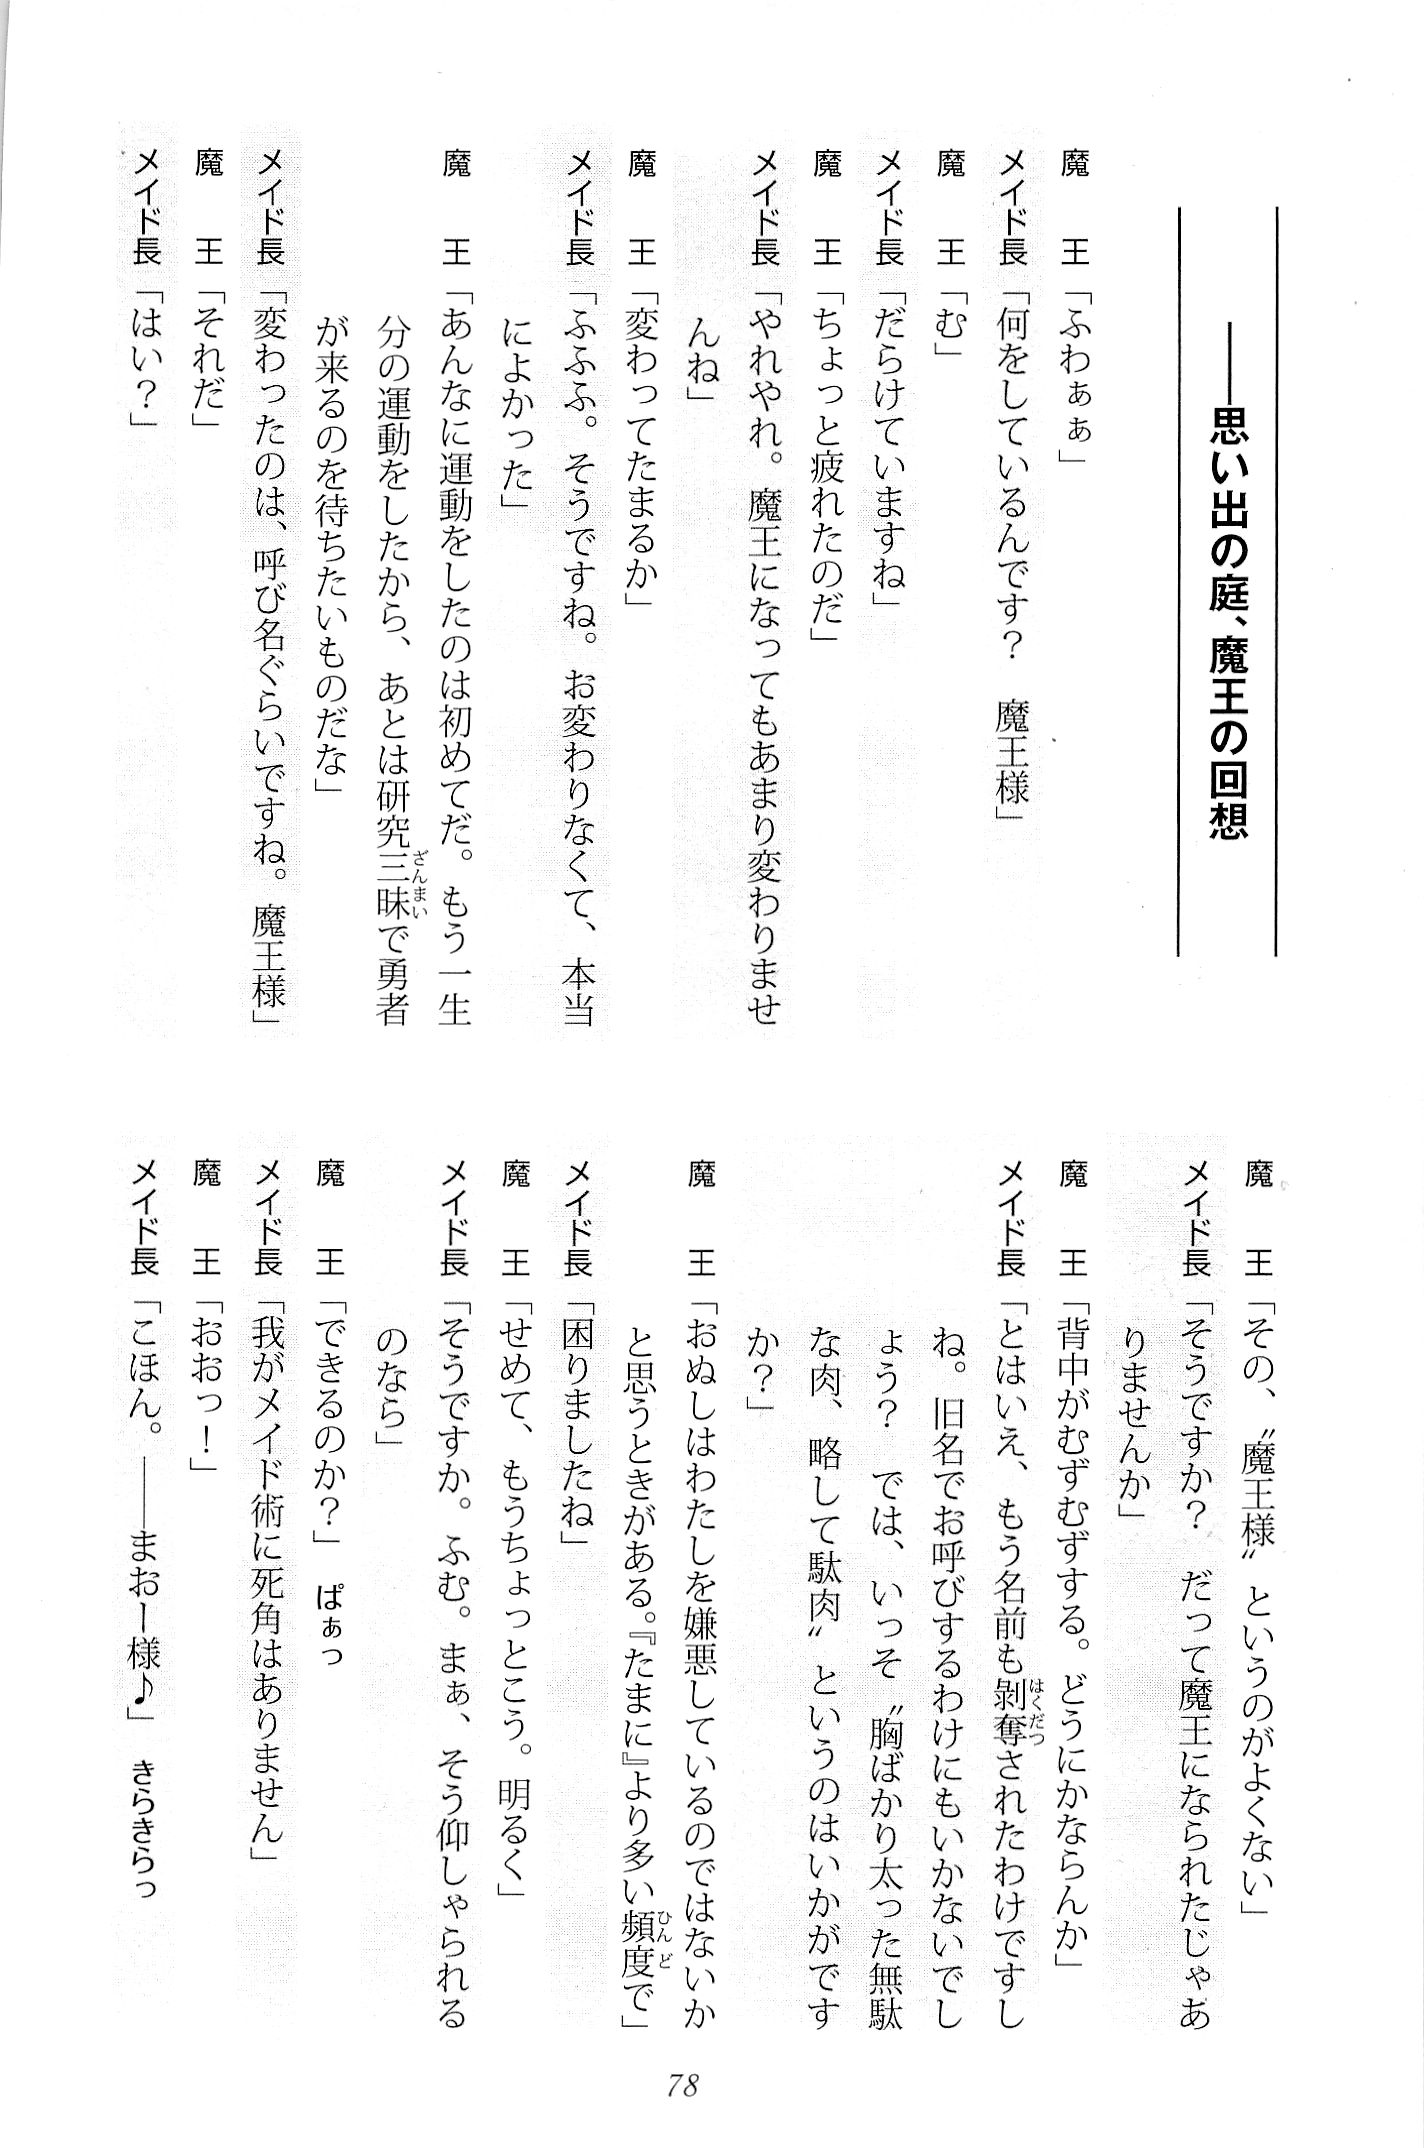 ――思い出の庭、魔王の回想
魔　王「ふわぁぁ」
メイド長「何をしているんです？　魔王様」
魔　王「む」
メイド長「だらけていますね」
魔　王「ちょっと疲れたのだ」
メイド長「やれやれ。魔王になってもあまり変わりませ
んね」
魔　王「変わってたまるか」
メイド長「ふふふ。そうですね。お変わりなくて、本当
によかった」
魔　王「あんなに運動をしたのは初めてだ。もう一生
分の運動をしたから、あとは研究三昧で勇者
が来るのを待ちたいものだな」
メイド長「変わったのは、呼び名ぐらいですね。魔王様」
魔　王「それだ」
メイド長「はい？」
魔　王「その、〝魔王様〟というのがよくない」
メイド長「そうですか？　だって魔王になられたじゃあ
りませんか」
魔　王「背中がむずむずする。どうにかならんか」
メイド長「とはいえ、もう名前も剝奪されたわけですし
ね。旧名でお呼びするわけにもいかないでし
ょう？　では、いっそ〝胸ばかり太った無駄
な肉、略して駄肉〟というのはいかがです
か？」
魔　王「おぬしはわたしを嫌悪しているのではないか
と思うときがある。『たまに』より多い頻度で」
メイド長「困りましたね」
魔　王「せめて、もうちょっとこう。明るく」
メイド長「そうですか。ふむ。まぁ、そう仰しゃられる
のなら」
魔　王「できるのか？」　ぱぁっ
メイド長「我がメイド術に死角はありません」
魔　王「おおっ！」
メイド長「こほん。――まおー様♪」　きらきらっ
78